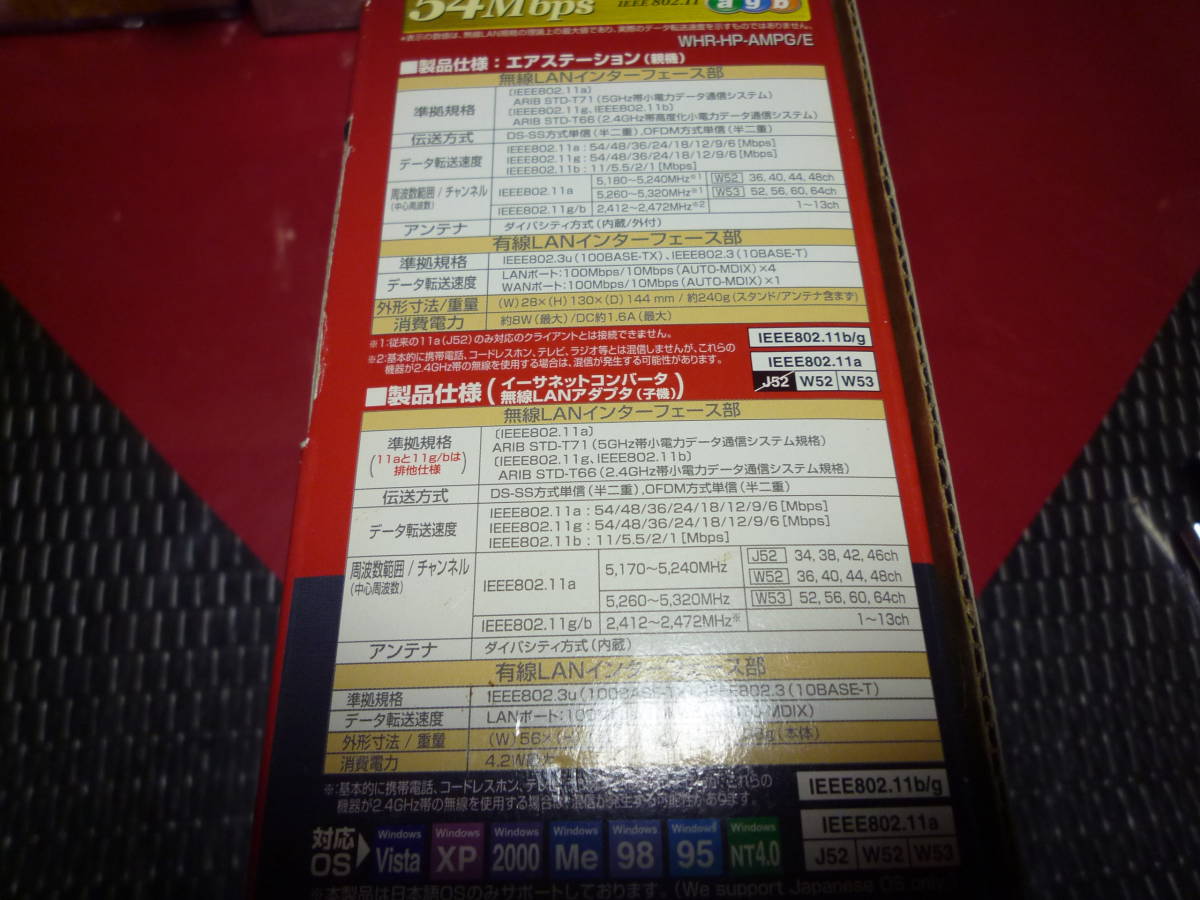 54Mbps IEEE 802.11 a g b
*表示の数値は、無線LAN規格の理論上の最大値であり、実際のデータ転送速度を示すものではありません。
WHR-HP-AMPG/E
■製品仕様：エアステーション（親機）
無線LANインターフェース部
準拠規格
〔IEEE802.11a〕
ARIB STD-T71（5GHz帯小電力データ通信システム）
〔IEEE802.11g、IEEE802.11b〕
ARIB STD-T66（2.4GHz帯高度化小電力データ通信システム）
伝送方式 DS-SS方式単信（半二重）,OFDM方式単信（半二重）
データ転送速度
IEEE802.11a：54/48/36/24/18/12/9/6［Mbps］
IEEE802.11g：54/48/36/24/18/12/9/6［Mbps］
IEEE802.11b：11/5.5/2/1［Mbps］
周波数範囲 / チャンネル
（中心周波数）
IEEE802.11a 5,180〜5,240MHz※1 W52 36, 40, 44, 48ch
5,260〜5,320MHz※1 W53 52, 56, 60, 64ch
IEEE802.11g/b 2,412〜2,472MHz※2 1〜13ch
アンテナ ダイバシティ方式（内蔵/外付）
有線LANインターフェース部
準拠規格 IEEE802.3u（100BASE-TX）、IEEE802.3（10BASE-T）
データ転送速度
LANポート：100Mbps/10Mbps（AUTO-MDIX）×4
WANポート：100Mbps/10Mbps（AUTO-MDIX）×1
外形寸法/重量 （W）28×（H）130×（D）144 mm / 約240g（スタンド/アンテナ含まず）
消費電力 約8W（最大）/DC約1.6A（最大）
※1：従来の11a（J52）のみ対応のクライアントとは接続できません。
※2：基本的に携帯電話、コードレスホン、テレビ、ラジオ等とは混信しませんが、これらの
機器が2.4GHz帯の無線を使用する場合は、混信が発生する可能性があります。
IEEE802.11b/g
IEEE802.11a
J52 W52 W53
■製品仕様（イーサネットコンバータ
無線LANアダプタ（子機））
無線LANインターフェース部
準拠規格
（11aと11g/bは
排他仕様）
〔IEEE802.11a〕
ARIB STD-T71（5GHz帯小電力データ通信システム規格）
〔IEEE802.11g、IEEE802.11b〕
ARIB STD-T66（2.4GHz帯小電力データ通信システム規格）
伝送方式 DS-SS方式単信（半二重）,OFDM方式単信（半二重）
データ転送速度
IEEE802.11a：54/48/36/24/18/12/9/6［Mbps］
IEEE802.11g：54/48/36/24/18/12/9/6［Mbps］
IEEE802.11b：11/5.5/2/1［Mbps］
周波数範囲 / チャンネル
（中心周波数）
IEEE802.11a 5,170〜5,240MHz J52 34, 38, 42, 46ch
W52 36, 40, 44, 48ch
5,260〜5,320MHz W53 52, 56, 60, 64ch
IEEE802.11g/b 2,412〜2,472MHz※ 1〜13ch
アンテナ ダイバシティ方式（内蔵）
有線LANインターフェース部
準拠規格 IEEE802.3u（100BASE-TX）、IEEE802.3（10BASE-T）
データ転送速度 LANポート：
外形寸法 / 重量 （W）56×（本体）
消費電力 4.2W
※：基本的に携帯電話、コードレスホン、これらの
機器が2.4GHz帯の無線を使用する場合は、混信が発生する可能性があります。
IEEE802.11b/g
IEEE802.11a
J52 W52 W53
対応OS Windows Vista Windows XP Windows 2000 Windows Me Windows 98 Windows 95 Windows NT4.0
※本製品は日本語OSのみサポートしております。（We support Japanese OS only.）